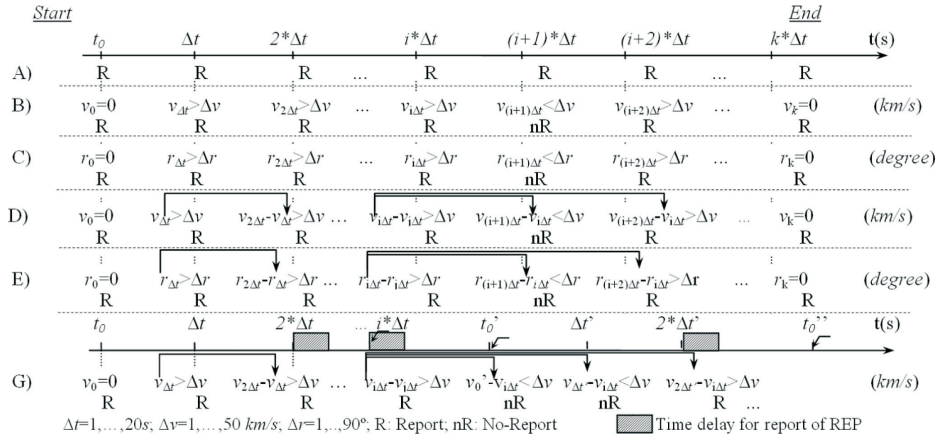 Start End
t0 Δt 2*Δt i*Δt (i+1)*Δt (i+2)*Δt k*Δt t(s)
A) R R R ... R R R ... R
B) v0=0 vΔt>Δv v2Δt>Δv ... viΔt>Δv v(i+1)Δt<Δv v(i+2)Δt>Δv ... vk=0 (km/s)
R R R R nR R R
C) r0=0 rΔt>Δr r2Δt>Δr ... riΔt>Δr r(i+1)Δt<Δr r(i+2)Δt>Δr ... rk=0 (degree)
R R R R nR R R
D) v0=0 vΔt>Δv v2Δt-vΔt>Δv ... viΔt-viΔt>Δv v(i+1)Δt-viΔt<Δv v(i+2)Δt-viΔt>Δv ... vk=0 (km/s)
R R R R nR R R
E) r0=0 rΔt>Δr r2Δt-rΔt>Δr ... riΔt-riΔt>Δr r(i+1)Δt-riΔt<Δr r(i+2)Δt-riΔt>Δr ... rk=0 (degree)
R R R R nR R R
t0 Δt 2*Δt ... i*Δt t0' Δt' 2*Δt' t0'' t(s)
G) v0=0 vΔt>Δv v2Δt-vΔt>Δv ... viΔt-viΔt>Δv v0'-viΔt<Δv vΔt'-viΔt<Δv v2Δt'-viΔt>Δv (km/s)
R R R R nR nR R
Δt=1,...,20s; Δv=1,...,50 km/s; Δr=1,..,90º; R: Report; nR: No-Report Time delay for report of REP